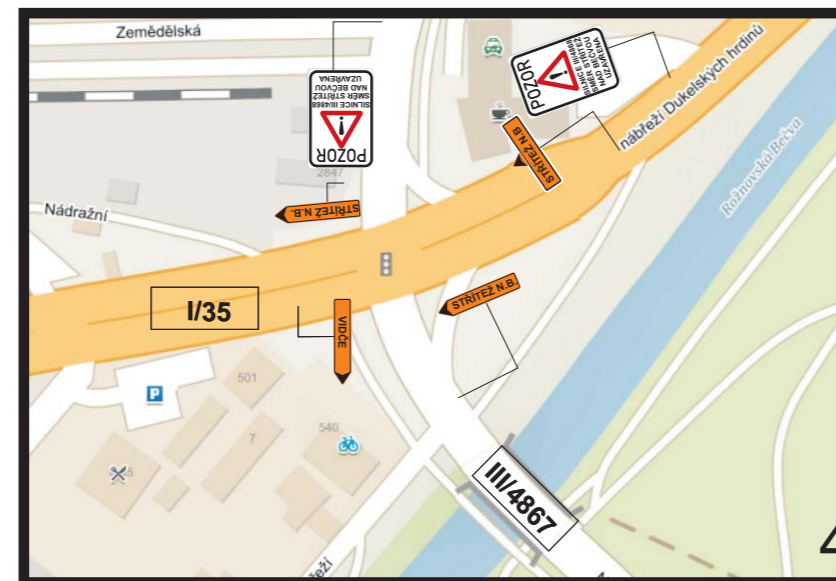 Zemědělská
POZOR
SILNICE III/4868
SMĚR STŘÍTEŽ
NAD BEČVOU
UZAVŘENA
POZOR
SILNICE III/4868
SMĚR STŘÍTEŽ
NAD BEČVOU
UZAVŘENA
nábřeží Dukelských hrdinů
Rožnovská Bečva
STŘÍTEŽ N.B.
2847
Nádražní
STŘÍTEŽ N.B.
STŘÍTEŽ N.B.
I/35
VIDČE
P
501
540
7
III/4867